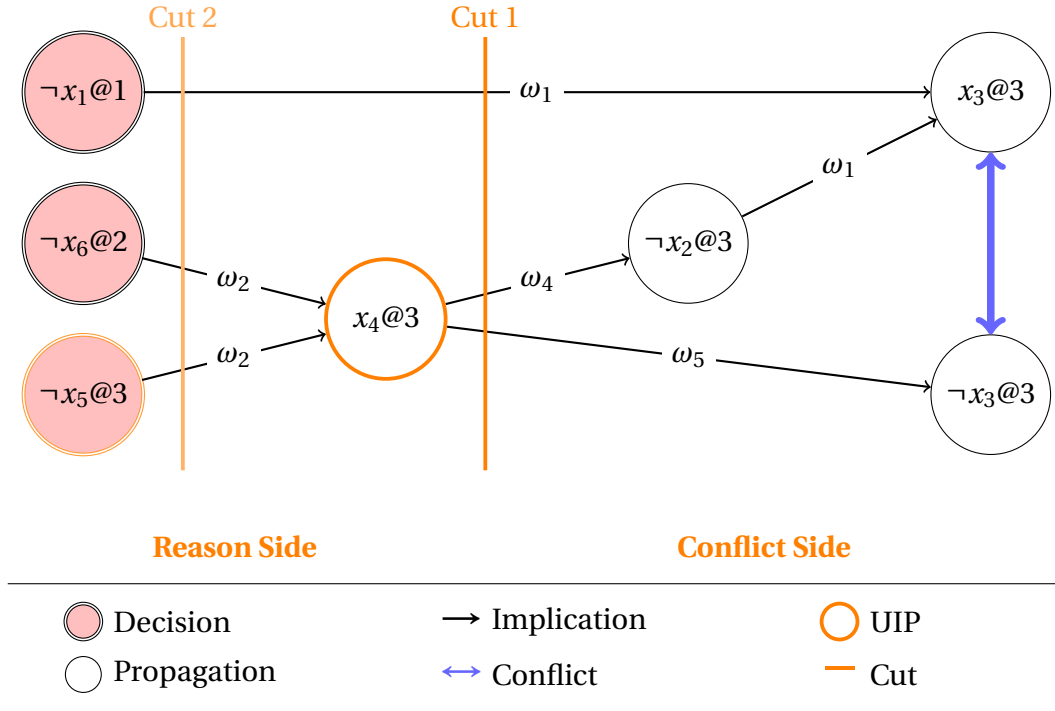 Cut 2
Cut 1
¬x₁@1
ω₁
x₃@3
ω₁
¬x₆@2
¬x₂@3
ω₂
ω₄
x₄@3
ω₂
ω₅
¬x₅@3
¬x₃@3
Reason Side
Conflict Side
Decision
Implication
UIP
Propagation
Conflict
Cut